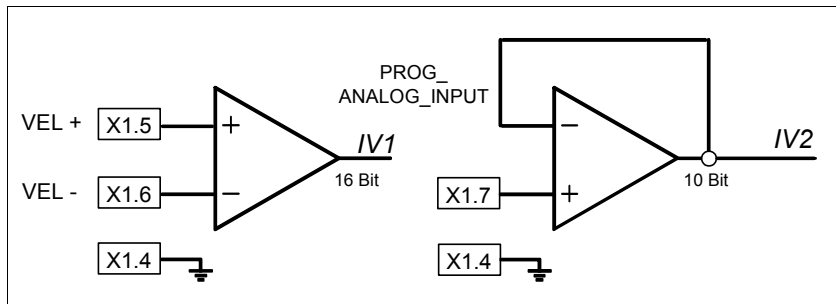 VEL + X1.5 + IV1
16 Bit
VEL - X1.6 −
X1.4
PROG_
ANALOG_INPUT
− IV2
10 Bit
X1.7 +
X1.4